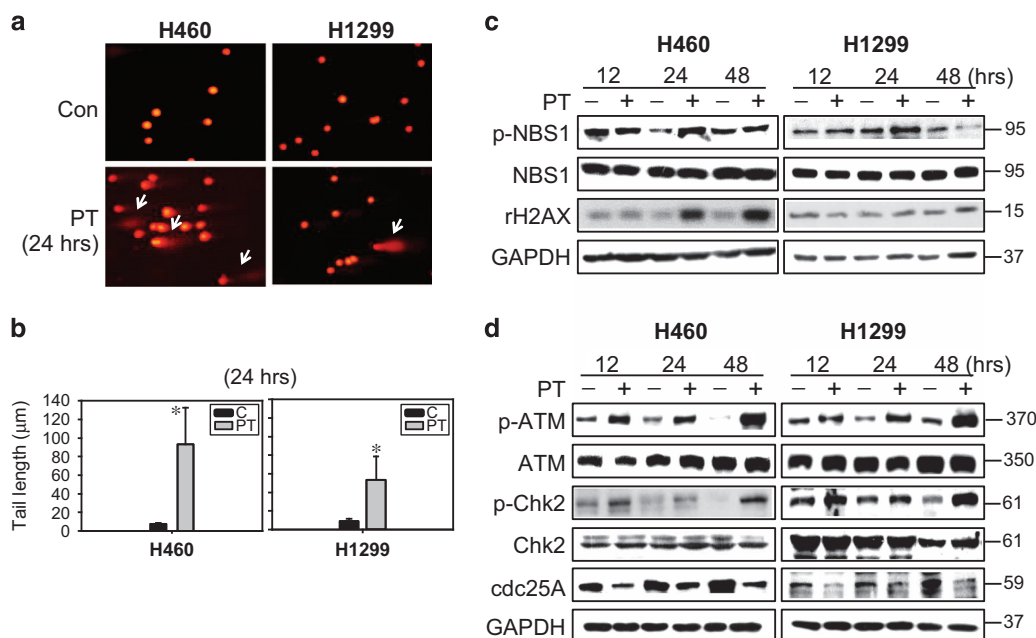 a
H460 H1299
Con
PT
(24 hrs)
b
(24 hrs)
Tail length (µm)
140
120
100
80
60
40
20
0
*
C
PT
*
C
PT
H460 H1299
c
H460 H1299
12 24 48 12 24 48 (hrs)
PT – + – + – + – + – + – +
p-NBS1 95
NBS1 95
rH2AX 15
GAPDH 37
d
H460 H1299
12 24 48 12 24 48 (hrs)
PT – + – + – + – + – + – +
p-ATM 370
ATM 350
p-Chk2 61
Chk2 61
cdc25A 59
GAPDH 37